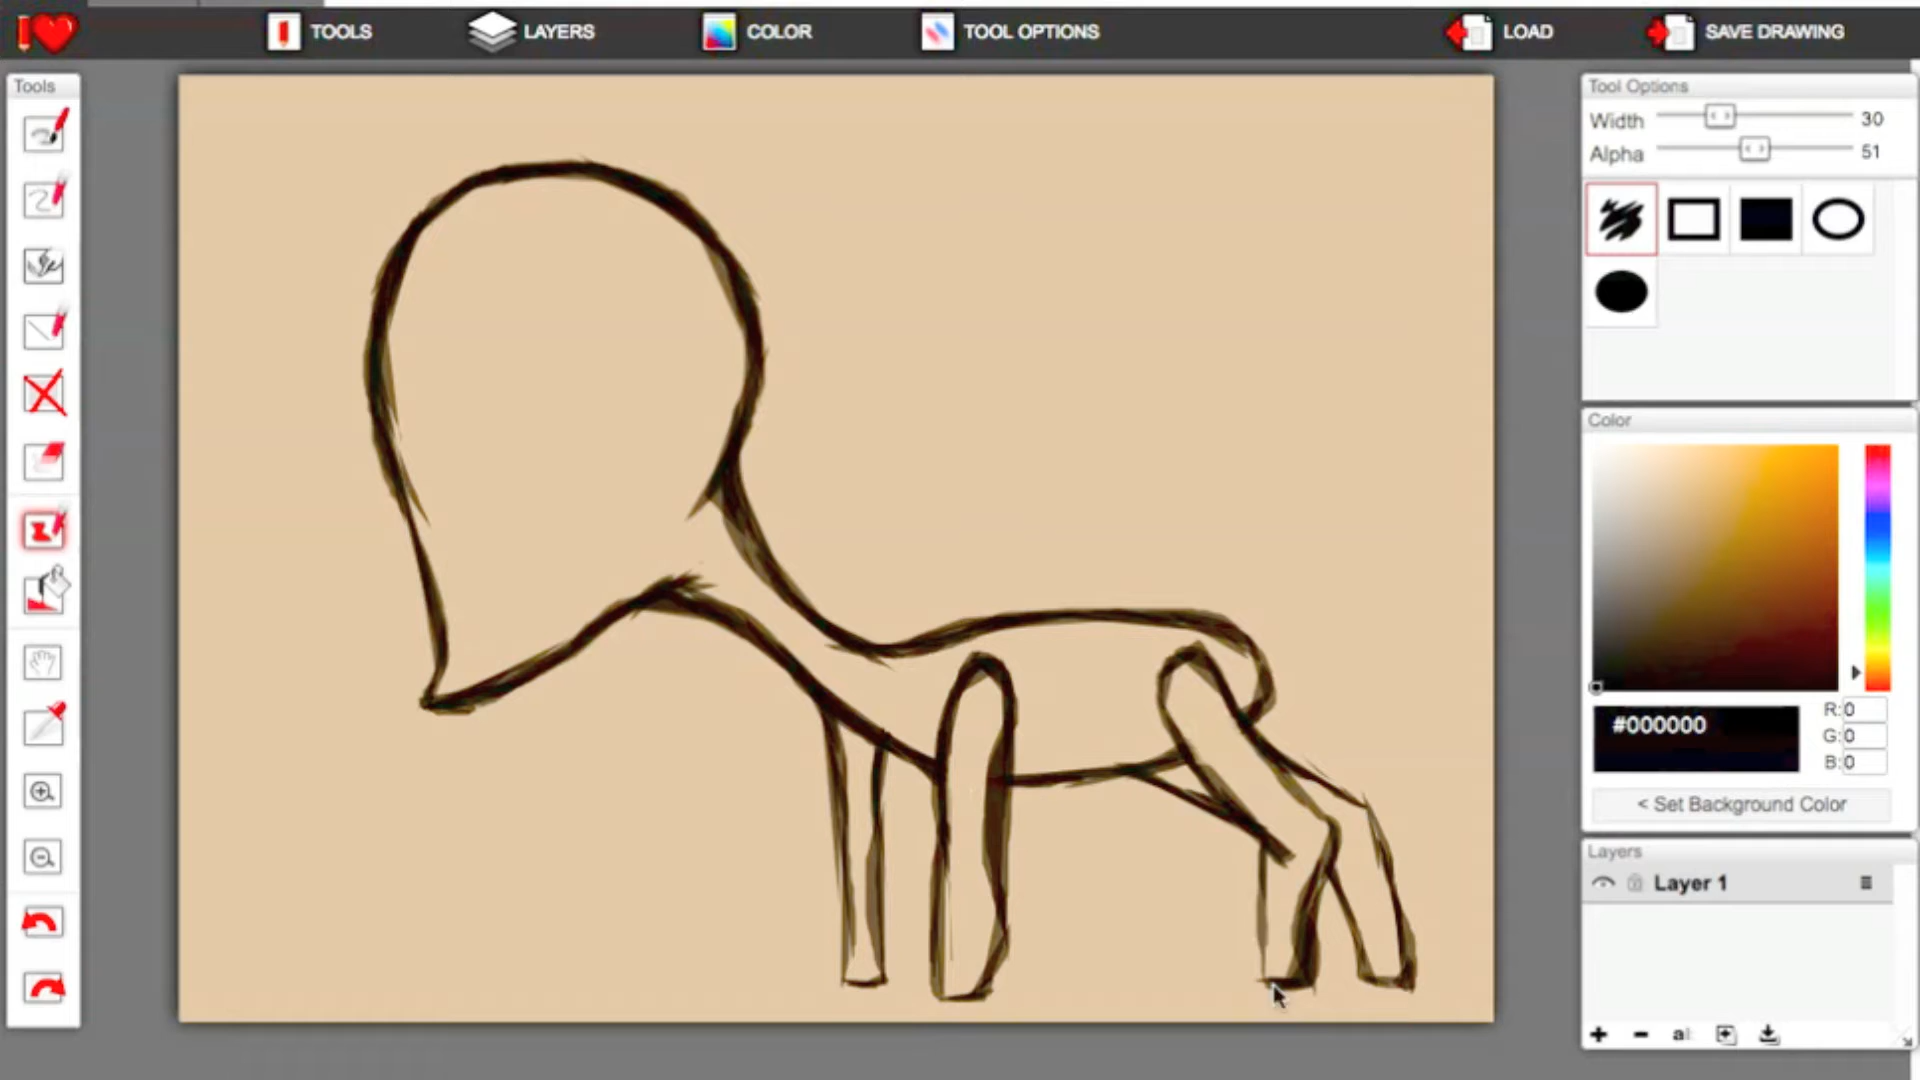 TOOLS
LAYERS
COLOR
TOOL OPTIONS
LOAD
SAVE DRAWING
Tools
Tool Options
Width 30
Alpha 51
Color
#000000
R: 0
G: 0
B: 0
< Set Background Color
Layers
Layer 1